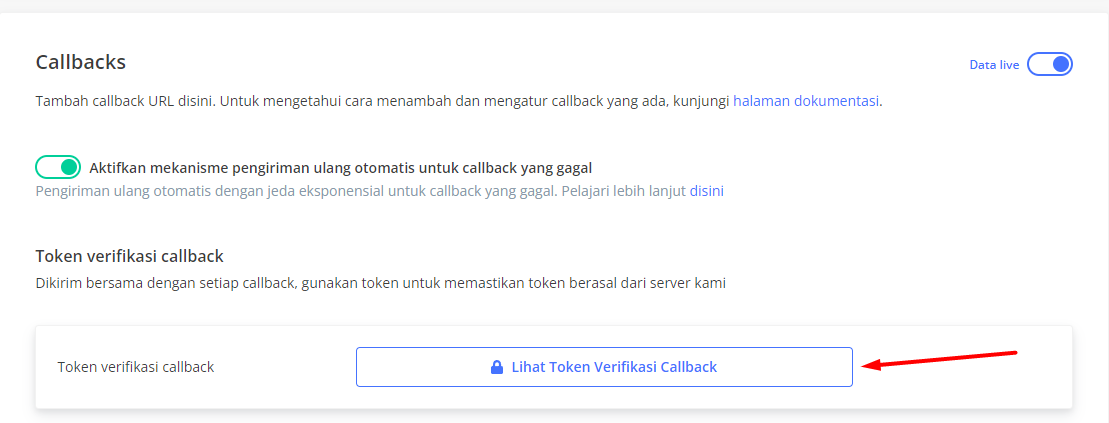 Callbacks
Data live
Tambah callback URL disini. Untuk mengetahui cara menambah dan mengatur callback yang ada, kunjungi halaman dokumentasi.
Aktifkan mekanisme pengiriman ulang otomatis untuk callback yang gagal
Pengiriman ulang otomatis dengan jeda eksponensial untuk callback yang gagal. Pelajari lebih lanjut disini
Token verifikasi callback
Dikirim bersama dengan setiap callback, gunakan token untuk memastikan token berasal dari server kami
Token verifikasi callback
Lihat Token Verifikasi Callback